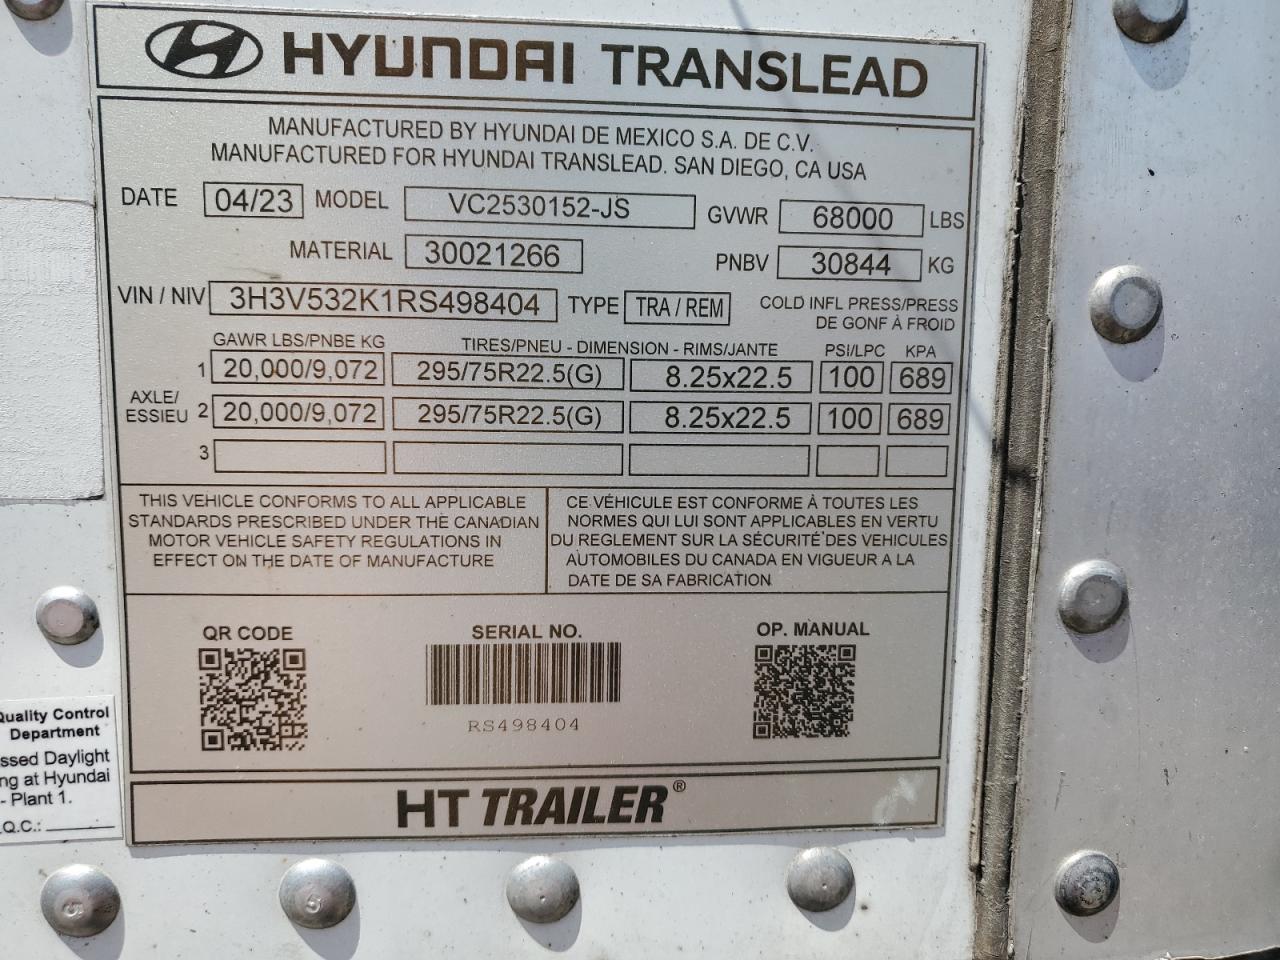 HYUNDAI TRANSLEAD
MANUFACTURED BY HYUNDAI DE MEXICO S.A. DE C.V.
MANUFACTURED FOR HYUNDAI TRANSLEAD. SAN DIEGO, CA USA
DATE 04/23 MODEL VC2530152-JS GVWR 68000 LBS
MATERIAL 30021266 PNBV 30844 KG
VIN / NIV 3H3V532K1RS498404 TYPE TRA / REM COLD INFL PRESS/PRESS
DE GONF À FROID
GAWR LBS/PNBE KG TIRES/PNEU - DIMENSION - RIMS/JANTE PSI/LPC KPA
1 20,000/9,072 295/75R22.5(G) 8.25x22.5 100 689
AXLE/
ESSIEU 2 20,000/9,072 295/75R22.5(G) 8.25x22.5 100 689
3
THIS VEHICLE CONFORMS TO ALL APPLICABLE
STANDARDS PRESCRIBED UNDER THE CANADIAN
MOTOR VEHICLE SAFETY REGULATIONS IN
EFFECT ON THE DATE OF MANUFACTURE
CE VÉHICULE EST CONFORME À TOUTES LES
NORMES QUI LUI SONT APPLICABLES EN VERTU
DU REGLEMENT SUR LA SÉCURITÉ DES VEHICULES
AUTOMOBILES DU CANADA EN VIGUEUR A LA
DATE DE SA FABRICATION
QR CODE SERIAL NO. OP. MANUAL
RS498404
HT TRAILER®
Quality Control
Department
ssed Daylight
ng at Hyundai
- Plant 1.
Q.C.: